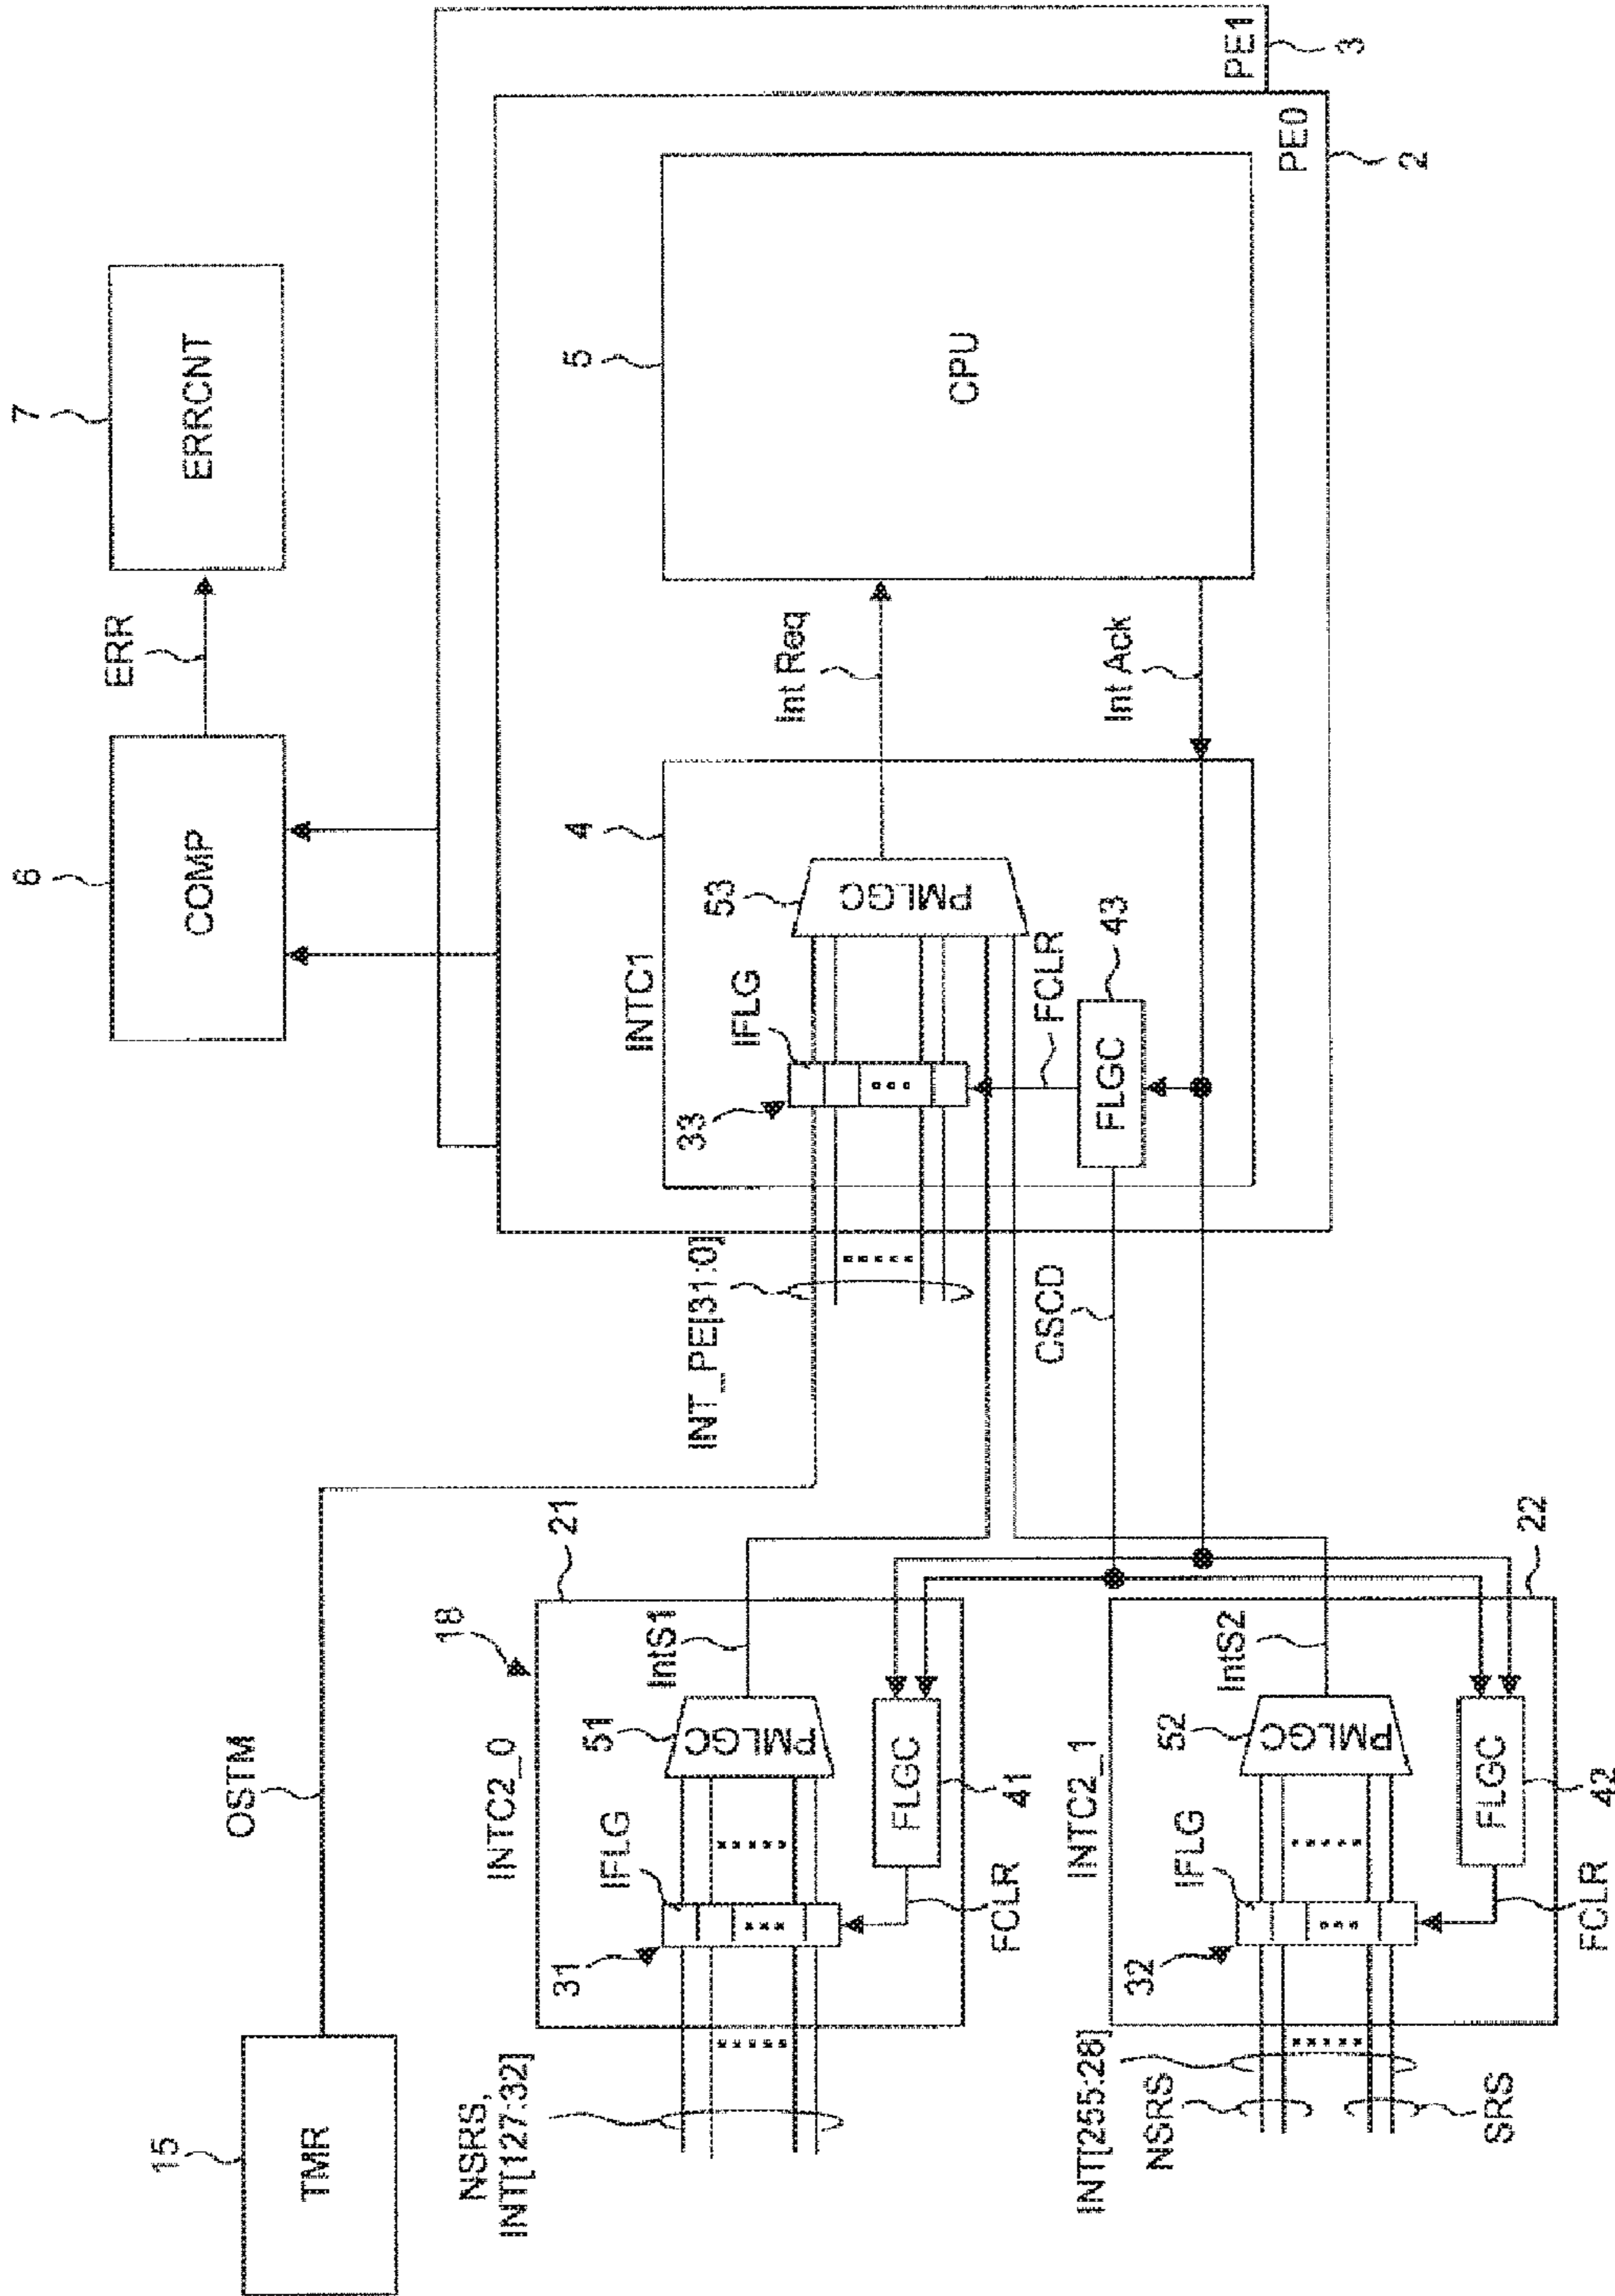 15
TMR
OSTM
6
COMP
ERR
7
ERRCNT
18
21
INTC2_0
NSRS,
INT[127:32]
31
IFLG
51
PMLGC
IntS1
FLGC
41
FCLR
INT_PE[31:0]
INTC1
4
33
IFLG
53
PMLGC
FCLR
FLGC
43
Int Req
Int Ack
5
CPU
PE0
2
PE1
3
CSCD
INTC2_1
22
INT[255:28]
NSRS
SRS
32
IFLG
52
PMLGC
IntS2
FLGC
42
FCLR